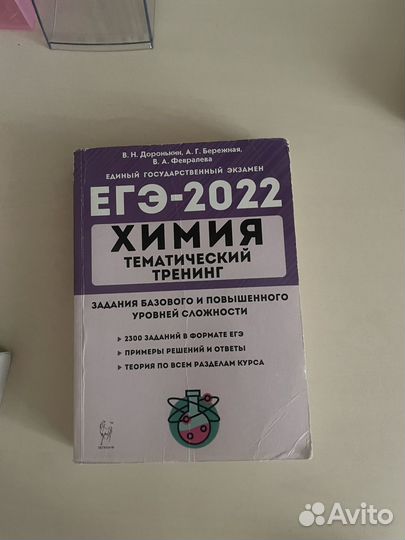 В. Н. Доронькин, А. Г. Бережная,
В. А. Февралева
ЕДИНЫЙ ГОСУДАРСТВЕННЫЙ ЭКЗАМЕН
ЕГЭ-2022
ХИМИЯ
ТЕМАТИЧЕСКИЙ
ТРЕНИНГ
ЗАДАНИЯ БАЗОВОГО И ПОВЫШЕННОГО
УРОВНЕЙ СЛОЖНОСТИ
2300 ЗАДАНИЙ В ФОРМАТЕ ЕГЭ
ПРИМЕРЫ РЕШЕНИЙ И ОТВЕТЫ
ТЕОРИЯ ПО ВСЕМ РАЗДЕЛАМ КУРСА
Avito